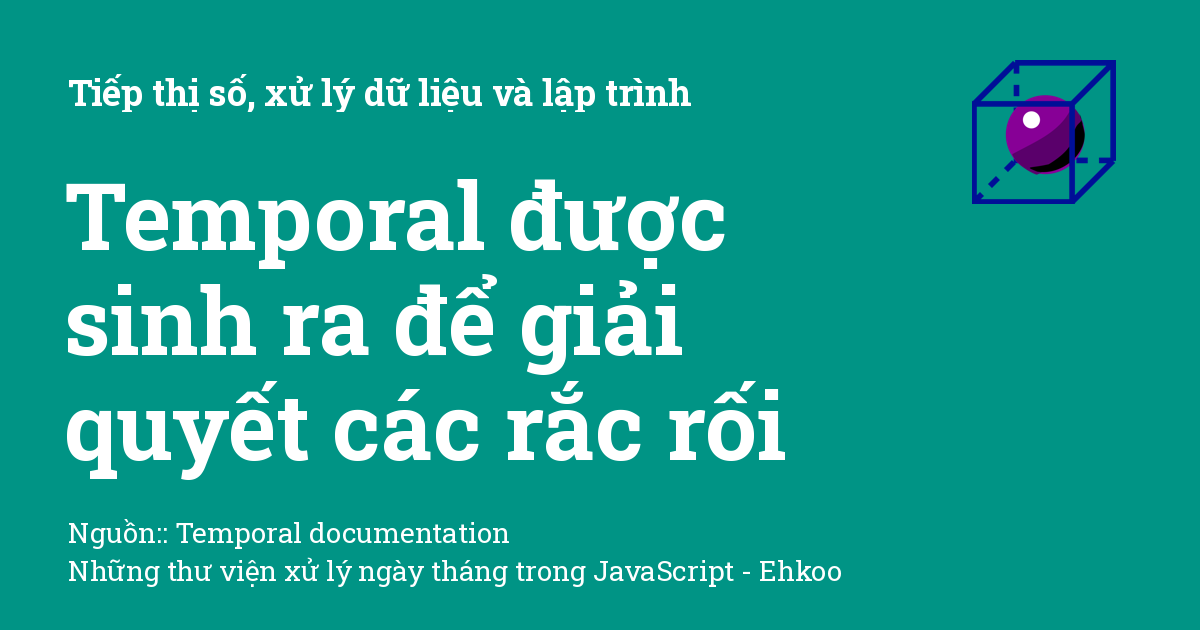 Tiếp thị số, xử lý dữ liệu và lập trình
Temporal được
sinh ra để giải
quyết các rắc rối
Nguồn:: Temporal documentation
Những thư viện xử lý ngày tháng trong JavaScript - Ehkoo